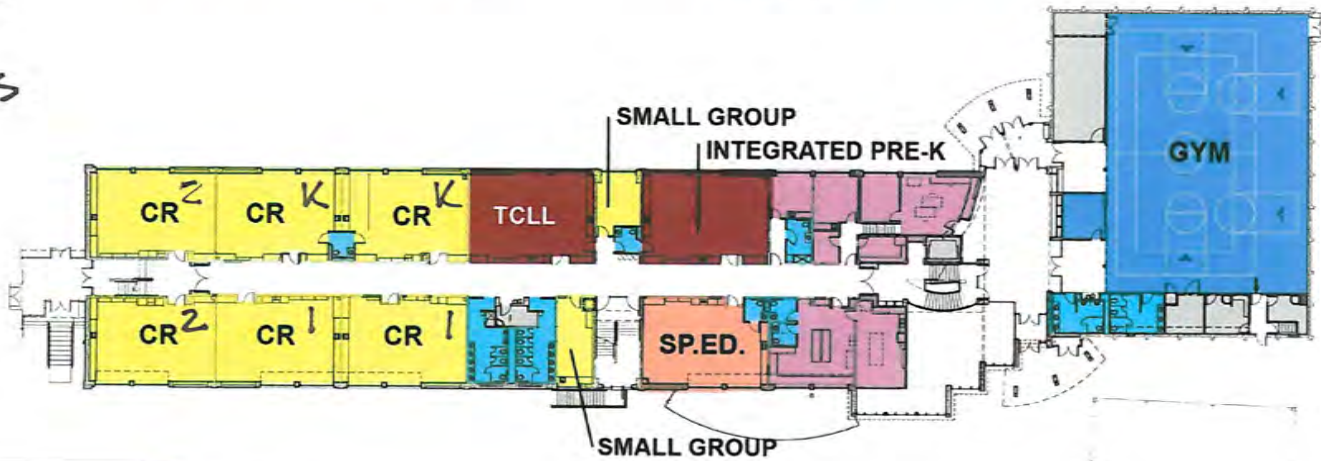 S
SMALL GROUP
INTEGRATED PRE-K
GYM
CR 2 CR K CR K TCLL
CR 2 CR 1 CR 1 SP.ED.
SMALL GROUP